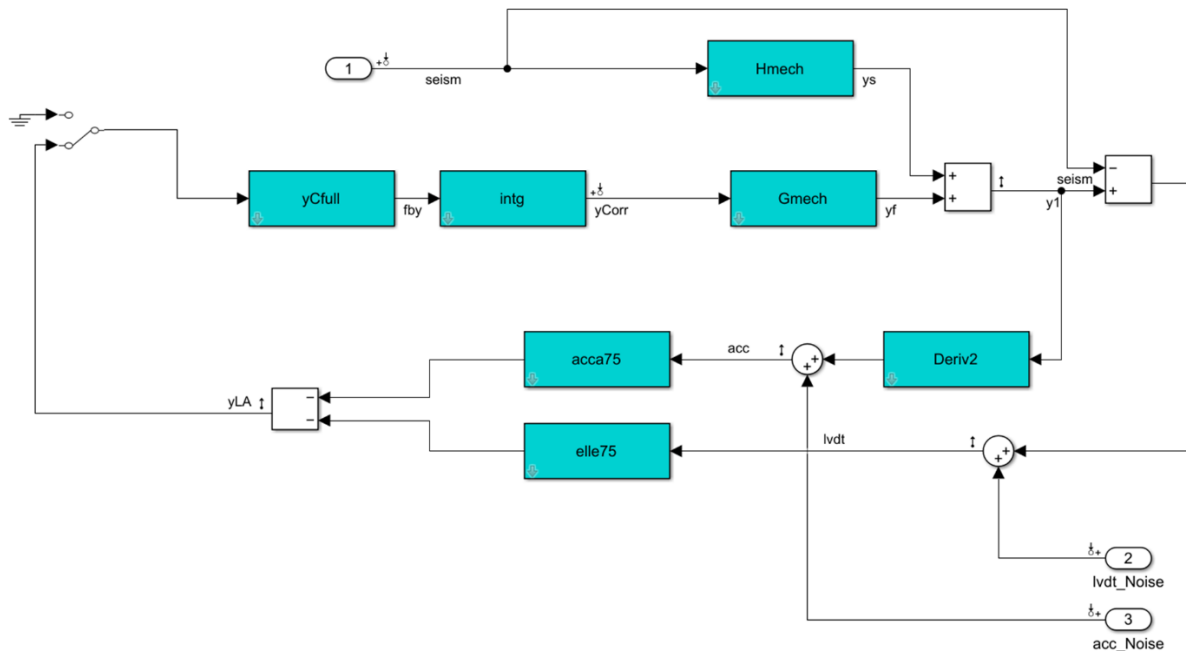 Hmech
1
seism
ys
yCfull
fby
intg
yCorr
Gmech
yf
+
+
y1
seism
−
+
acca75
acc
+
+
Deriv2
yLA
−
−
elle75
lvdt
+
+
2
lvdt_Noise
3
acc_Noise